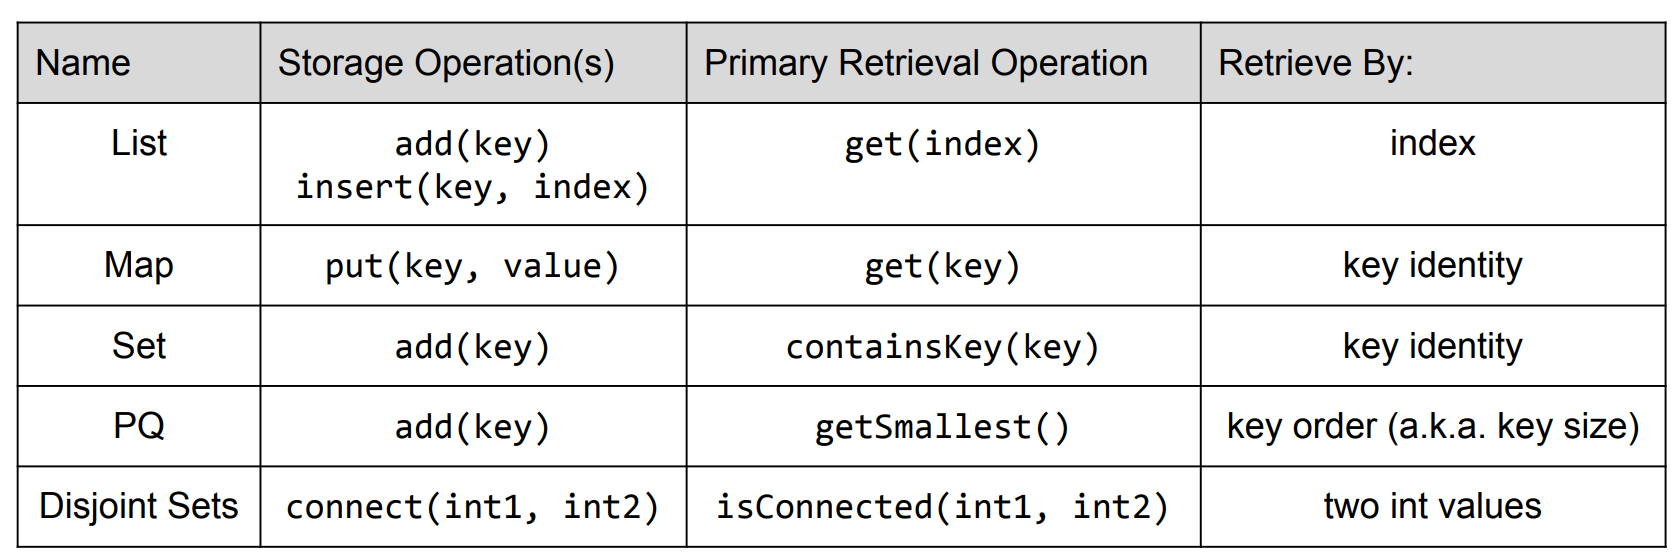 Name Storage Operation(s) Primary Retrieval Operation Retrieve By:
List add(key) get(index) index
insert(key, index)
Map put(key, value) get(key) key identity
Set add(key) containsKey(key) key identity
PQ add(key) getSmallest() key order (a.k.a. key size)
Disjoint Sets connect(int1, int2) isConnected(int1, int2) two int values